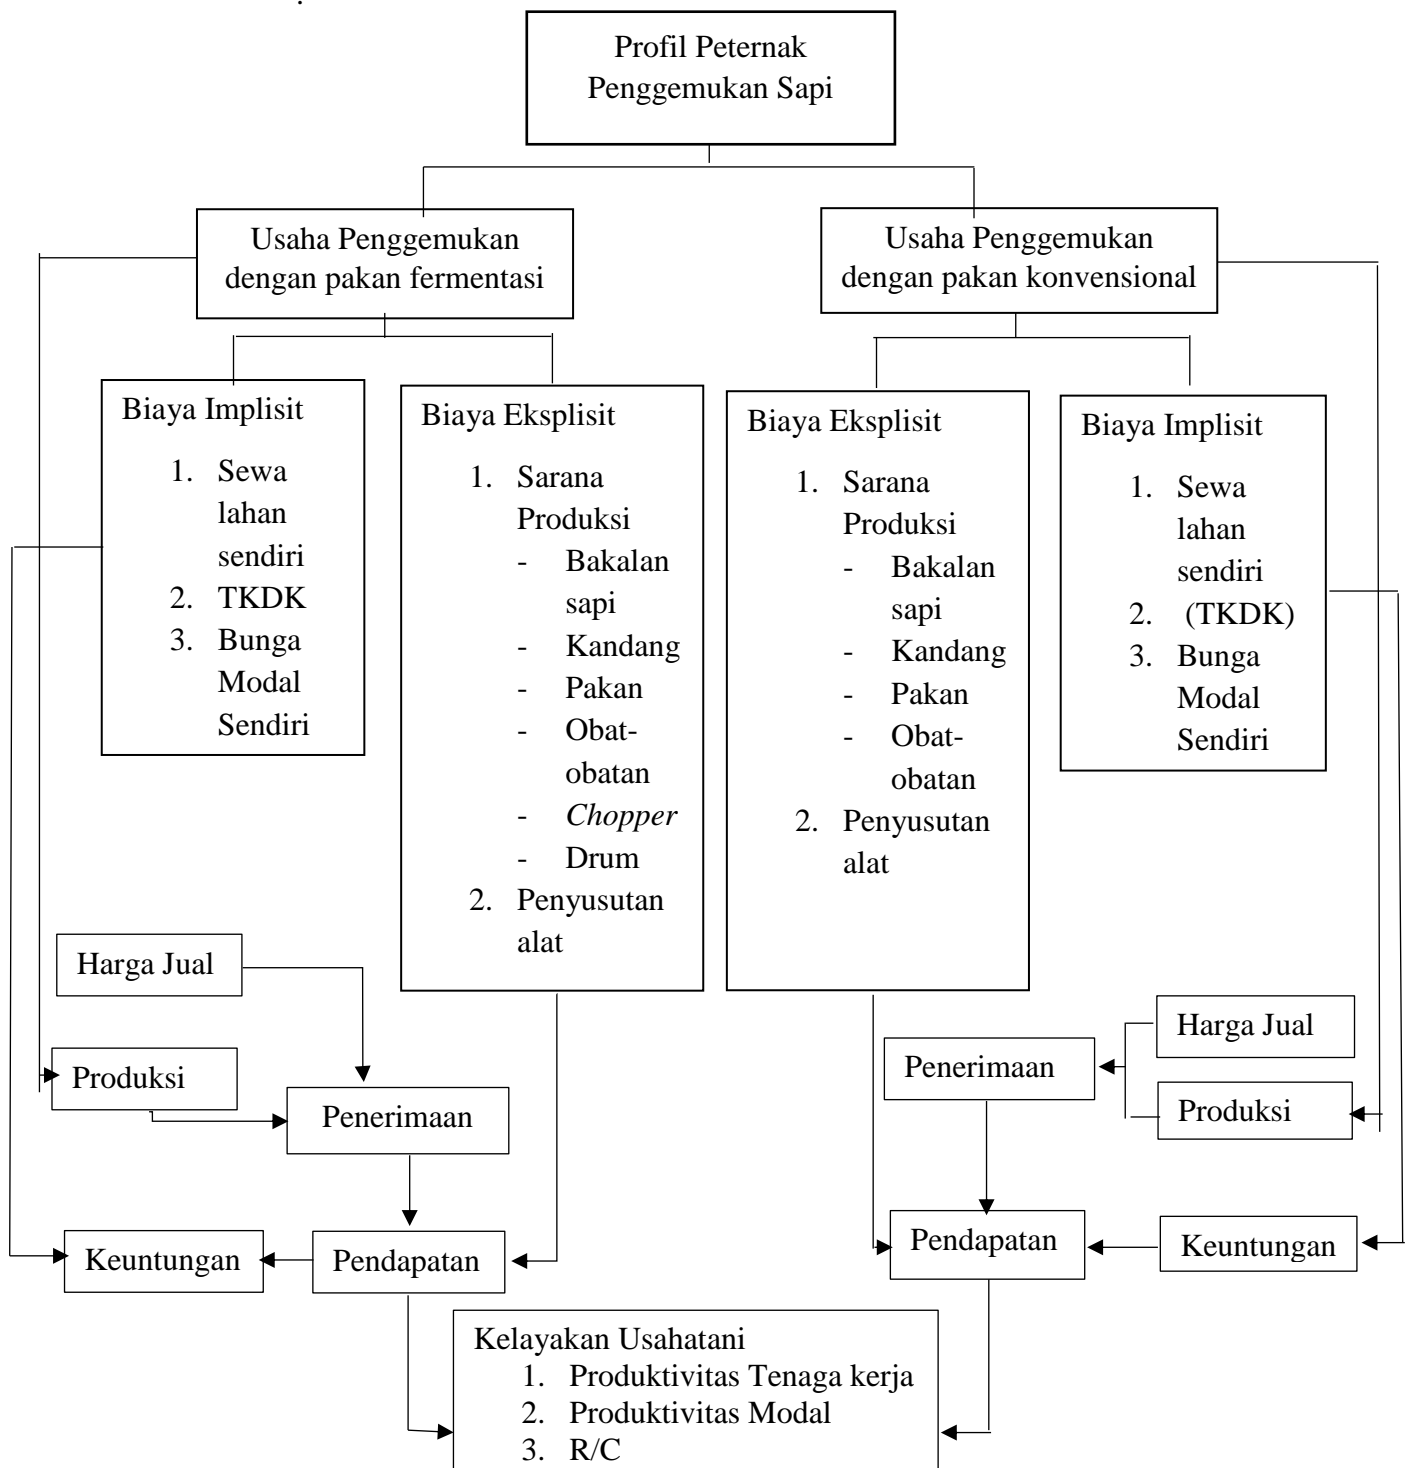 Profil Peternak
Penggemukan Sapi
Usaha Penggemukan
dengan pakan fermentasi
Usaha Penggemukan
dengan pakan konvensional
Biaya Implisit
1. Sewa
lahan
sendiri
2. TKDK
3. Bunga
Modal
Sendiri
Biaya Eksplisit
1. Sarana
Produksi
- Bakalan
sapi
- Kandang
- Pakan
- Obat-
obatan
- Chopper
- Drum
2. Penyusutan
alat
Biaya Eksplisit
1. Sarana
Produksi
- Bakalan
sapi
- Kandang
- Pakan
- Obat-
obatan
2. Penyusutan
alat
Biaya Implisit
1. Sewa
lahan
sendiri
2. (TKDK)
3. Bunga
Modal
Sendiri
Harga Jual
Produksi
Penerimaan
Keuntungan
Pendapatan
Harga Jual
Penerimaan
Produksi
Pendapatan
Keuntungan
Kelayakan Usahatani
1. Produktivitas Tenaga kerja
2. Produktivitas Modal
3. R/C